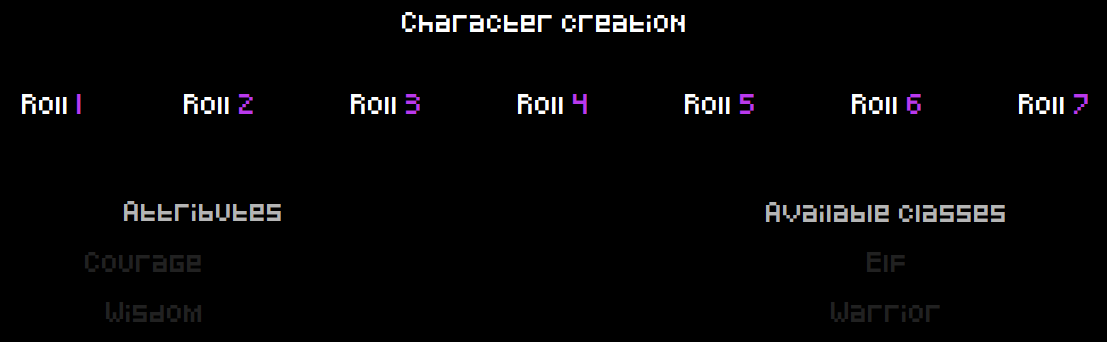 Character creation
Roll 1 Roll 2 Roll 3 Roll 4 Roll 5 Roll 6 Roll 7
Attributes Available classes
Courage Elf
Wisdom Warrior